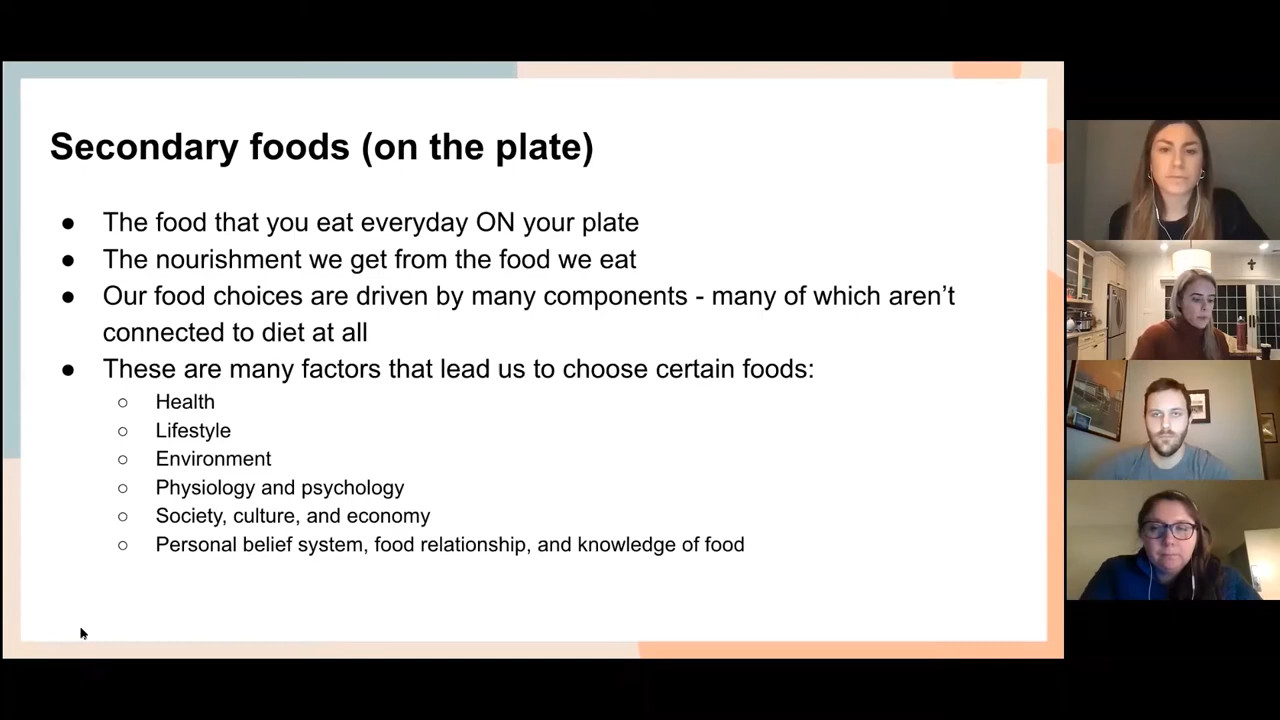 Secondary foods (on the plate)
● The food that you eat everyday ON your plate
● The nourishment we get from the food we eat
● Our food choices are driven by many components - many of which aren’t
connected to diet at all
● These are many factors that lead us to choose certain foods:
○ Health
○ Lifestyle
○ Environment
○ Physiology and psychology
○ Society, culture, and economy
○ Personal belief system, food relationship, and knowledge of food